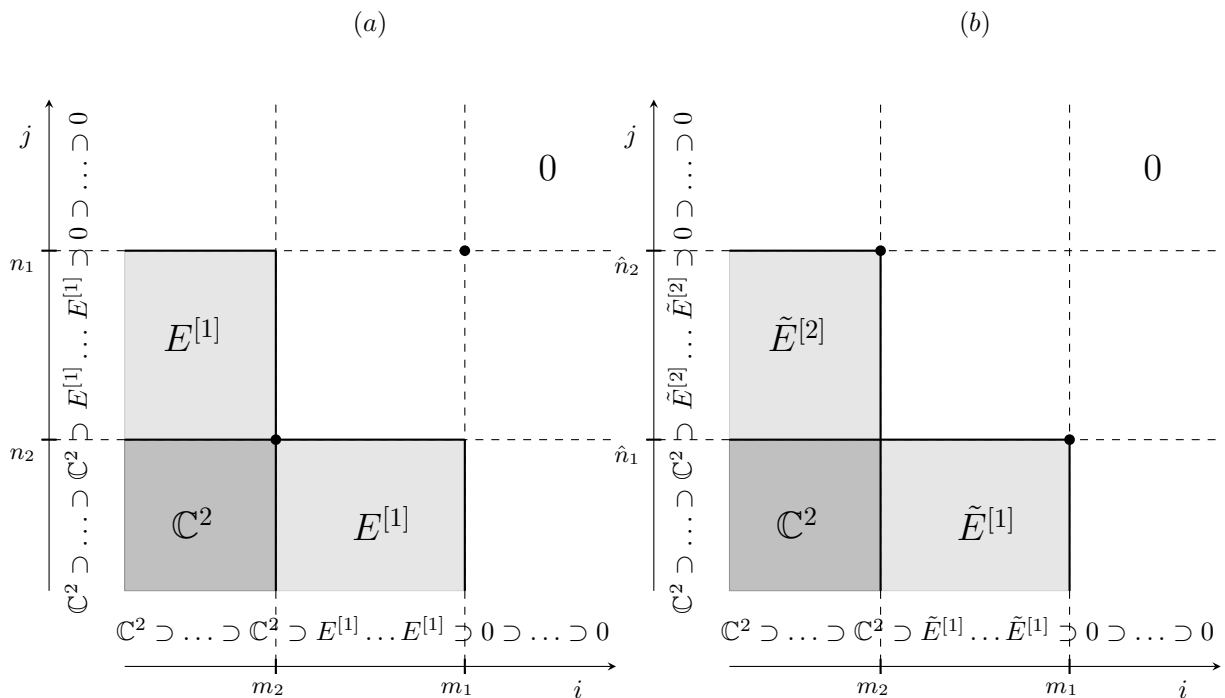 (a)
j
ℂ² ⊃ … ⊃ ℂ² ⊃ E^{[1]} … E^{[1]} ⊃ 0 ⊃ … ⊃ 0
0
n₁
E^{[1]}
n₂
ℂ²
E^{[1]}
ℂ² ⊃ … ⊃ ℂ² ⊃ E^{[1]} … E^{[1]} ⊃ 0 ⊃ … ⊃ 0
m₂
m₁
i
(b)
j
ℂ² ⊃ … ⊃ ℂ² ⊃ Ẽ^{[2]} … Ẽ^{[2]} ⊃ 0 ⊃ … ⊃ 0
0
n̂₂
Ẽ^{[2]}
n̂₁
ℂ²
Ẽ^{[1]}
ℂ² ⊃ … ⊃ ℂ² ⊃ Ẽ^{[1]} … Ẽ^{[1]} ⊃ 0 ⊃ … ⊃ 0
m₂
m₁
i